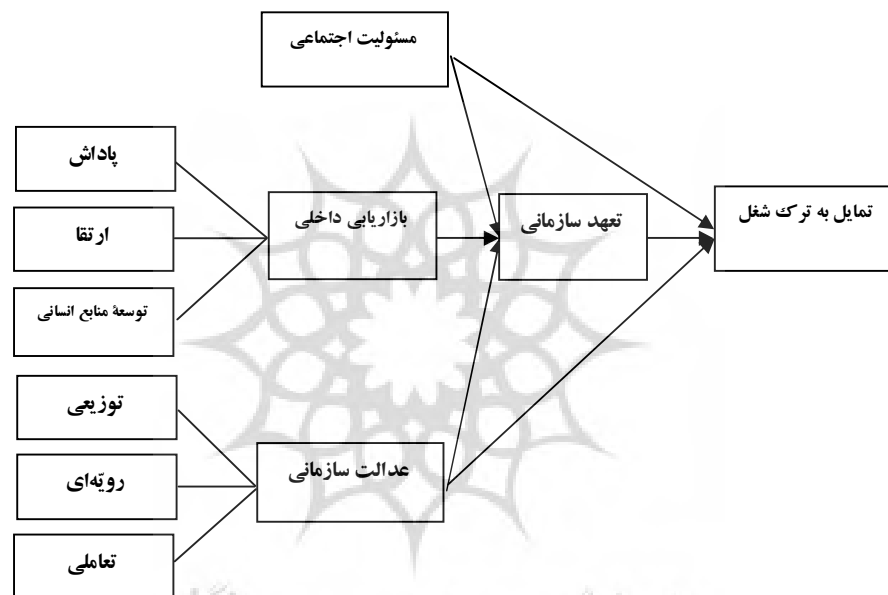 مسئولیت اجتماعی
پاداش
ارتقا
توسعۀ منابع انسانی
بازاریابی داخلی
تعهد سازمانی
تمایل به ترک شغل
توزیعی
رویّه‌ای
تعاملی
عدالت سازمانی